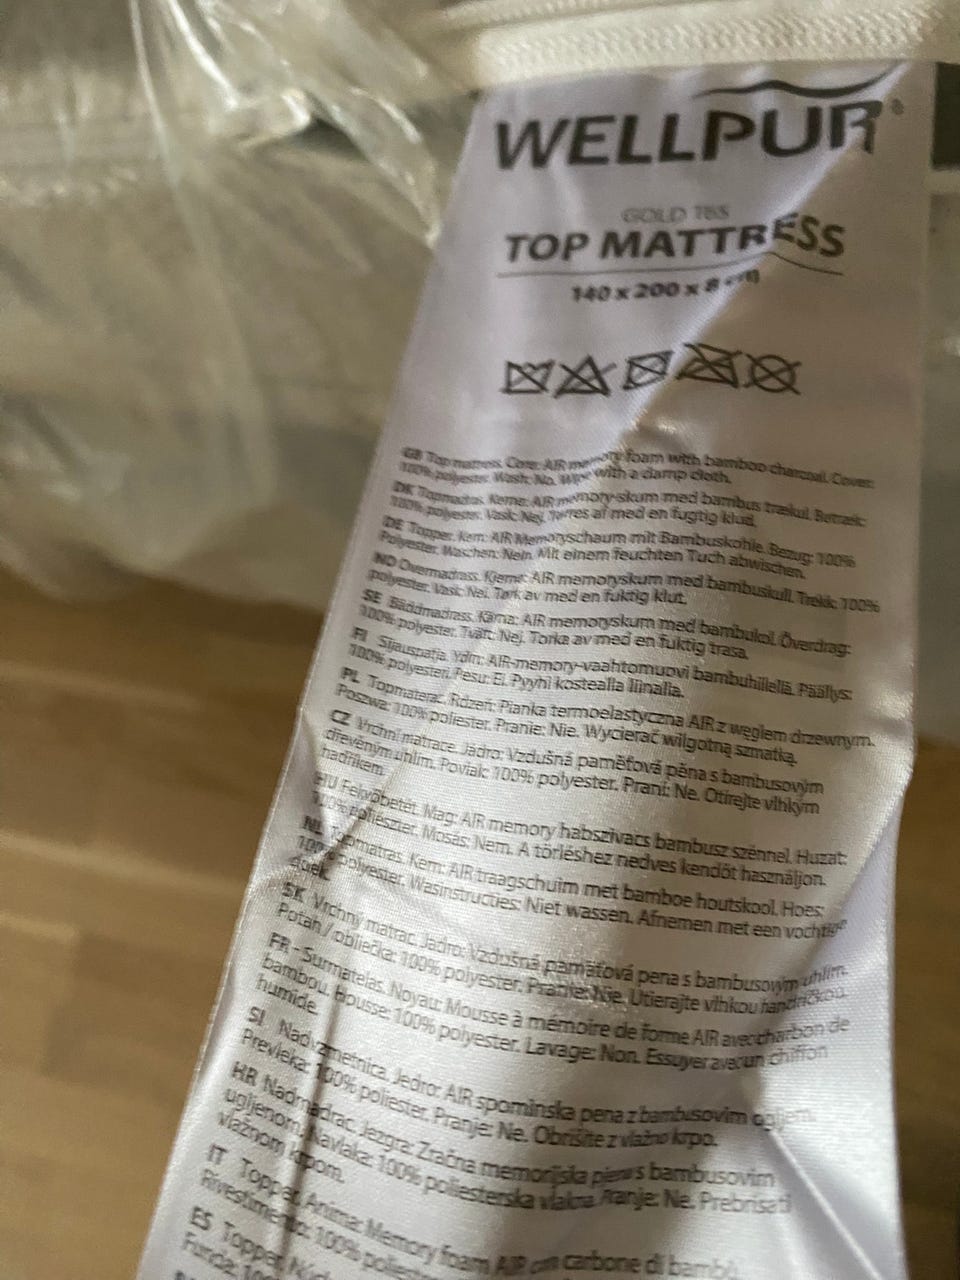 WELLPUR®
GOLD T65
TOP MATTRESS
140 x 200 x 8 cm
GB Top mattress. Core: AIR memory foam with bamboo charcoal. Cover:
100% polyester. Wash: No. Wipe with a damp cloth.
DK Topmadras. Kerne: AIR memory-skum med bambus trækul. Betræk:
100% polyester. Vask: Nej. Tørres af med en fugtig klud.
DE Topper. Kern: AIR Memoryschaum mit Bambuskohle. Bezug: 100%
Polyester. Waschen: Nein. Mit einem feuchten Tuch abwischen.
NO Overmadrass. Kjerne: AIR memoryskum med bambuskull. Trekk: 100%
polyester. Vask: Nei. Tørk av med en fuktig klut.
SE Bäddmadrass. Kärna: AIR memoryskum med bambukol. Överdrag:
100% polyester. Tvätt: Nej. Torka av med en fuktig trasa.
FI Sijauspatja. Ydin: AIR-memory-vaahtomuovi bambuhiilellä. Päällys:
100% polyesteri. Pesu: Ei. Pyyhi kostealla liinalla.
PL Topmaterac. Rdzeń: Pianka termoelastyczna AIR z węglem drzewnym.
Poszwa: 100% poliester. Pranie: Nie. Wycierać wilgotną szmatką.
CZ Vrchní matrace. Jádro: Vzdušná paměťová pěna s bambusovým
dřevěným uhlím. Povlak: 100% polyester. Praní: Ne. Otírejte vlhkým
hadříkem.
HU Felvőbetét. Mag: AIR memory habszivacs bambusz szénnel. Huzat:
100% poliészter. Mosás: Nem. A törléshez nedves kendőt használjon.
NL Topmatras. Kern: AIR traagschuim met bamboe houtskool. Hoes:
100% polyester. Wasinstructies: Niet wassen. Afnemen met een vochtige
doek.
SK Vrchný matrac. Jadro: Vzdušná pamäťová pena s bambusovým uhlím.
Poťah / obliečka: 100% polyester. Pranie: Nie. Utierajte vlhkou handričkou.
FR - Surmatelas. Noyau: Mousse à mémoire de forme AIR avec charbon de
bambou. Housse: 100% polyester. Lavage: Non. Essuyer avec un chiffon
humide.
SI Nadvzmetnica. Jedro: AIR spominska pena z bambusovim ogljem.
Prevleka: 100% poliester. Pranje: Ne. Obrišite z vlažno krpo.
HR Nadmadrac. Jezgra: Zračna memorijska pjena s bambusovim
ugljenom. Navlaka: 100% poliesterska vlakna. Pranje: Ne. Prebrisati
vlažnom krpom.
IT Topper. Anima: Memory foam AIR con carbone di bambù.
Rivestimento: 100% poliestere
ES Topper.
Funda: 100%